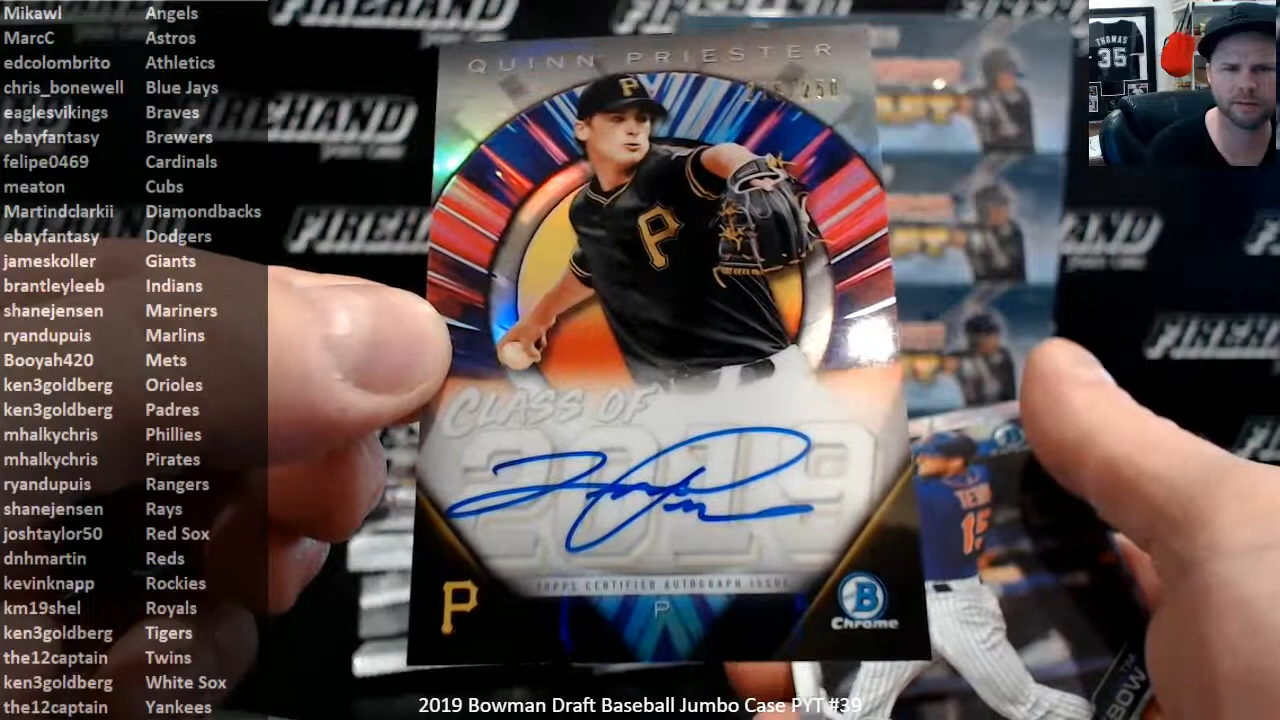 Mikawl Angels
MarcC Astros
edcolombrito Athletics
chris_bonewell Blue Jays
eaglesvikings Braves
ebayfantasy Brewers
felipe0469 Cardinals
meaton Cubs
Martindclarkii Diamondbacks
ebayfantasy Dodgers
jameskoller Giants
brantleyleeb Indians
shanejensen Mariners
ryandupuis Marlins
Booyah420 Mets
ken3goldberg Orioles
ken3goldberg Padres
mhalkychris Phillies
mhalkychris Pirates
ryandupuis Rangers
shanejensen Rays
joshtaylor50 Red Sox
dnhmartin Reds
kevinknapp Rockies
km19shel Royals
ken3goldberg Tigers
the12captain Twins
ken3goldberg White Sox
the12captain Yankees
QUINN PRIESTER
P
P
CLASS OF
2019
TOPPS CERTIFIED AUTOGRAPH ISSUE
P
P
B
Chrome
THOMAS
35
FIREHAND
15
BOW
2019 Bowman Draft Baseball Jumbo Case PYT #39